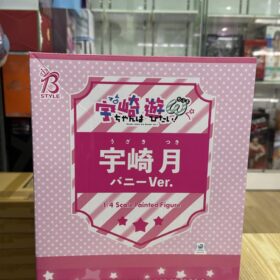 B
STYLE
宇崎ちゃんは
遊びたい!
うざき つき
宇崎 月
バニーVer.
1/4 Scale Painted Figure